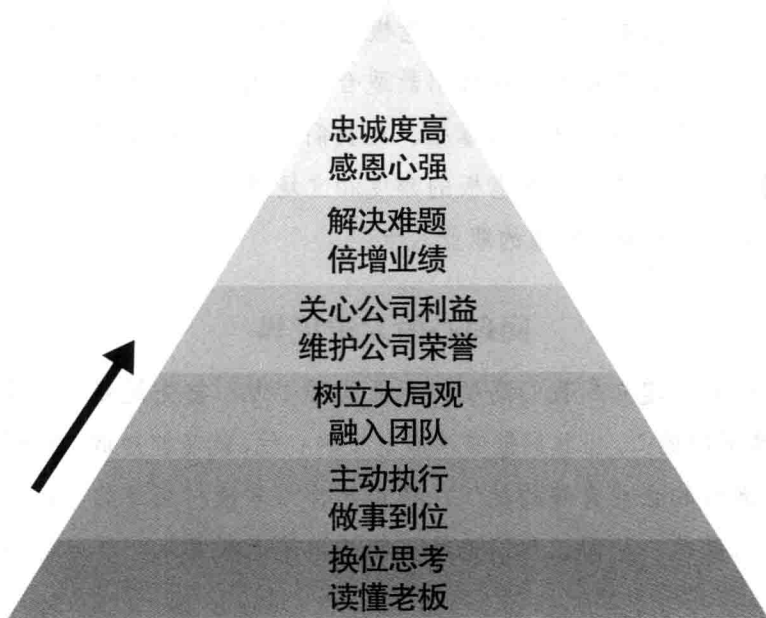 忠诚度高
感恩心强
解决难题
倍增业绩
关心公司利益
维护公司荣誉
树立大局观
融入团队
主动执行
做事到位
换位思考
读懂老板